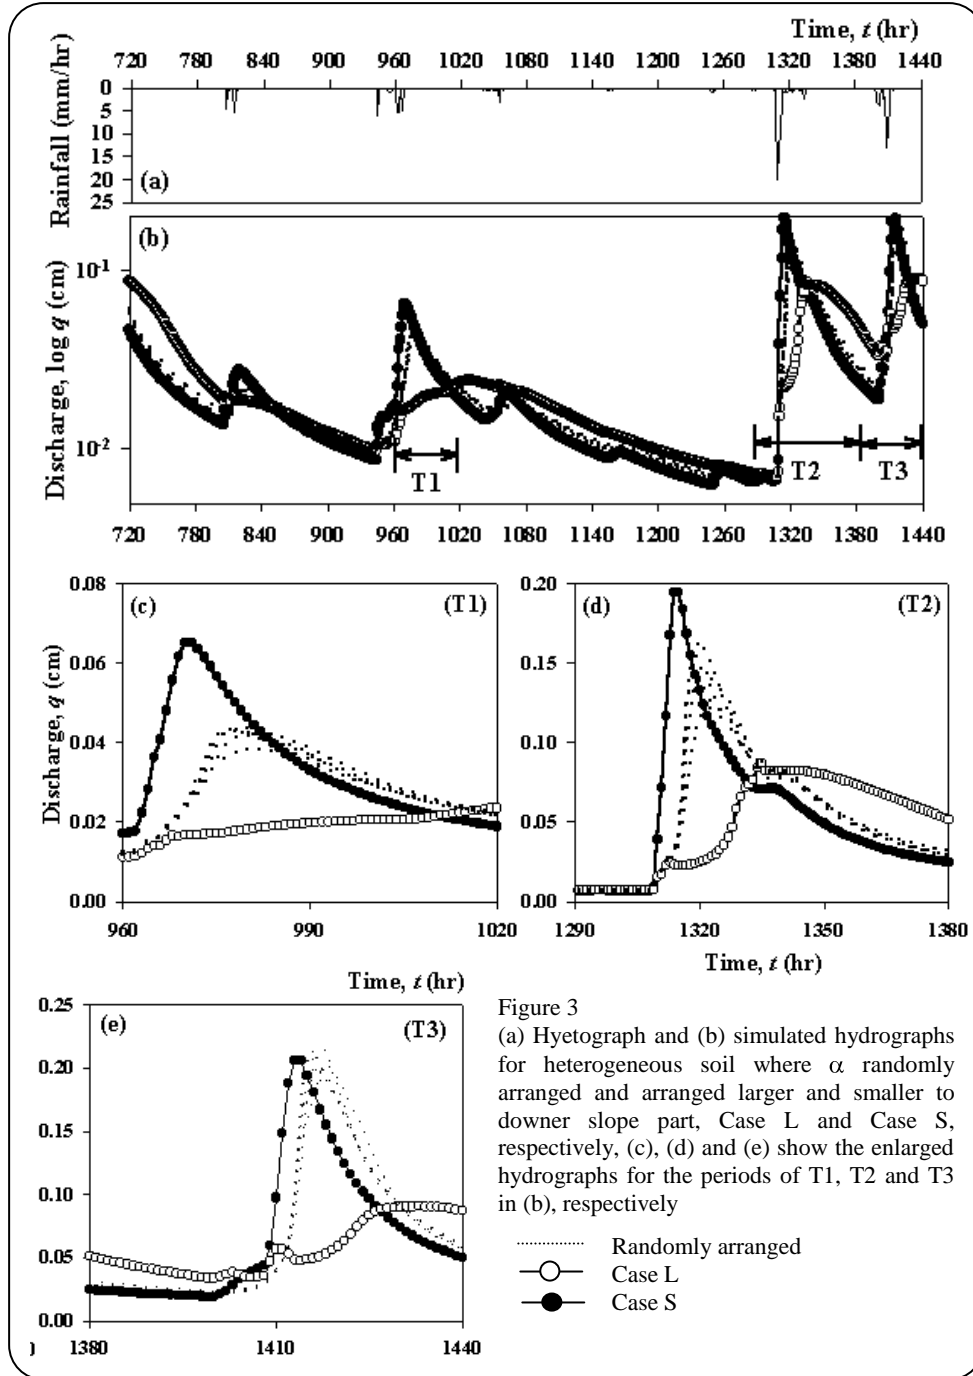 Time, t (hr)
720 780 840 900 960 1020 1080 1140 1200 1260 1320 1380 1440
Rainfall (mm/hr)
0
5
10
15
20
25
(a)
Discharge, log q (cm)
(b)
10-1
10-2
T1
T2
T3
720 780 840 900 960 1020 1080 1140 1200 1260 1320 1380 1440
Discharge, q (cm)
0.08
0.06
0.04
0.02
0.00
(c)
(T1)
960 990 1020
Time, t (hr)
0.20
0.15
0.10
0.05
0.00
(d)
(T2)
1290 1320 1350 1380
Time, t (hr)
0.25
0.20
0.15
0.10
0.05
0.00
(e)
(T3)
1380 1410 1440
Figure 3
(a) Hyetograph and (b) simulated hydrographs
for heterogeneous soil where α randomly
arranged and arranged larger and smaller to
downer slope part, Case L and Case S,
respectively, (c), (d) and (e) show the enlarged
hydrographs for the periods of T1, T2 and T3
in (b), respectively
Randomly arranged
Case L
Case S